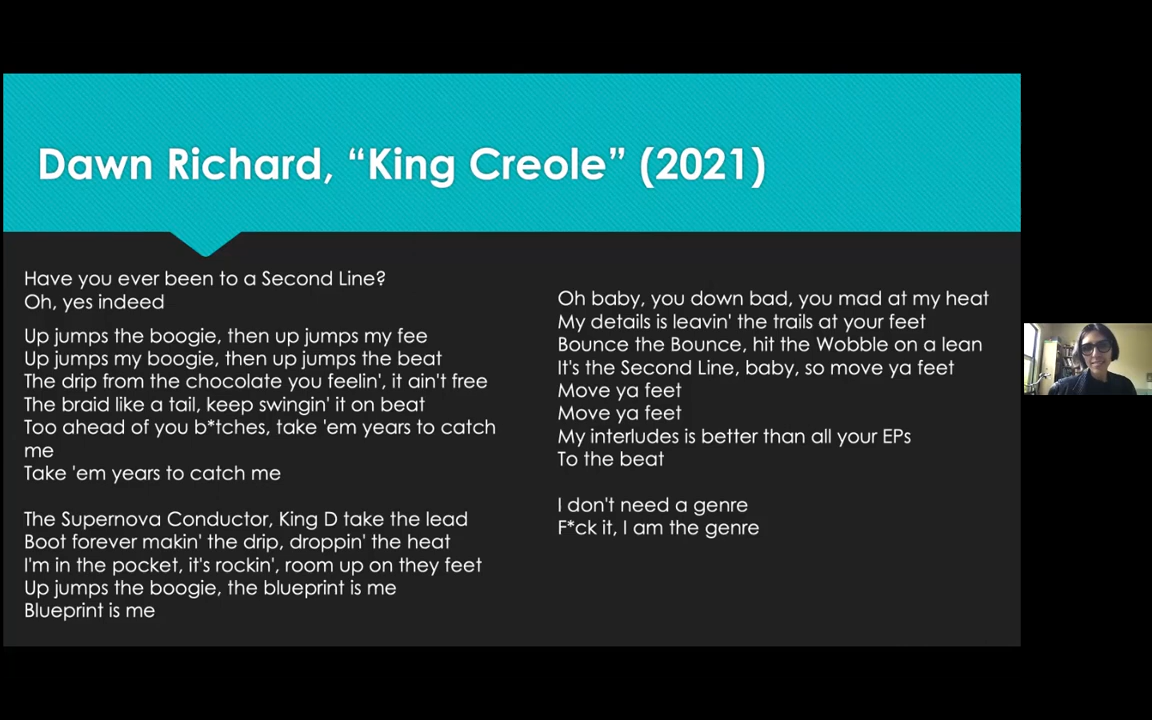 Dawn Richard, “King Creole” (2021)
Have you ever been to a Second Line?
Oh, yes indeed
Up jumps the boogie, then up jumps my fee
Up jumps my boogie, then up jumps the beat
The drip from the chocolate you feelin', it ain't free
The braid like a tail, keep swingin' it on beat
Too ahead of you b*tches, take 'em years to catch
me
Take 'em years to catch me
The Supernova Conductor, King D take the lead
Boot forever makin' the drip, droppin' the heat
I'm in the pocket, it's rockin', room up on they feet
Up jumps the boogie, the blueprint is me
Blueprint is me
Oh baby, you down bad, you mad at my heat
My details is leavin' the trails at your feet
Bounce the Bounce, hit the Wobble on a lean
It's the Second Line, baby, so move ya feet
Move ya feet
Move ya feet
My interludes is better than all your EPs
To the beat
I don't need a genre
F*ck it, I am the genre